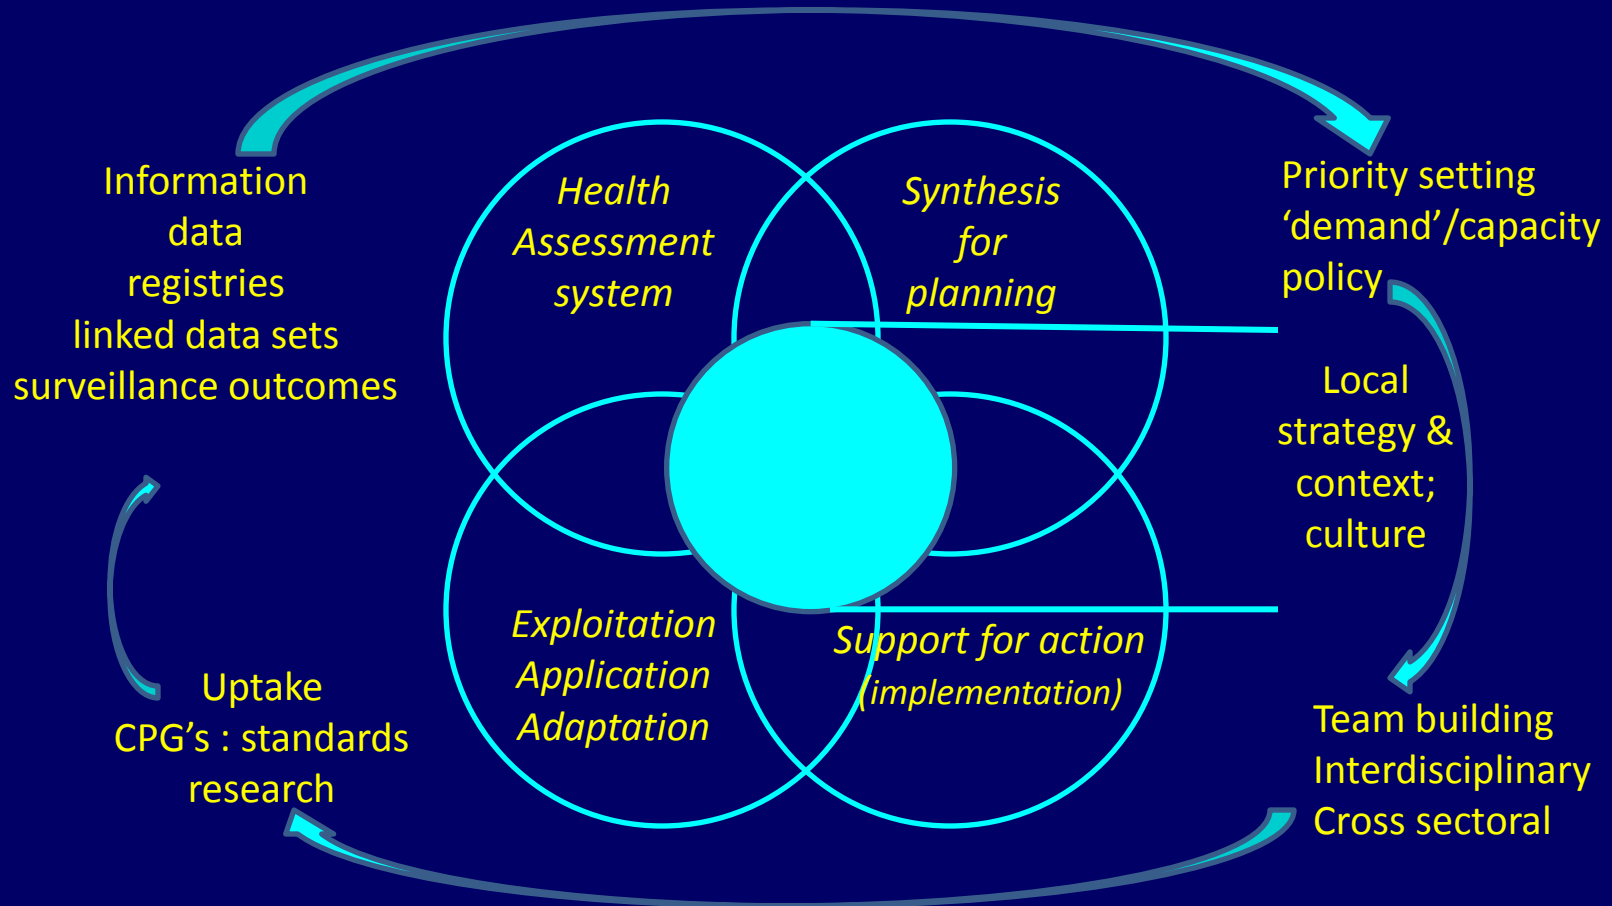 Information
data
registries
linked data sets
surveillance outcomes
Health
Assessment
system
Synthesis
for
planning
Priority setting
‘demand’/capacity
policy
Local
strategy &
context;
culture
Uptake
CPG’s : standards
research
Exploitation
Application
Adaptation
Support for action
(implementation)
Team building
Interdisciplinary
Cross sectoral